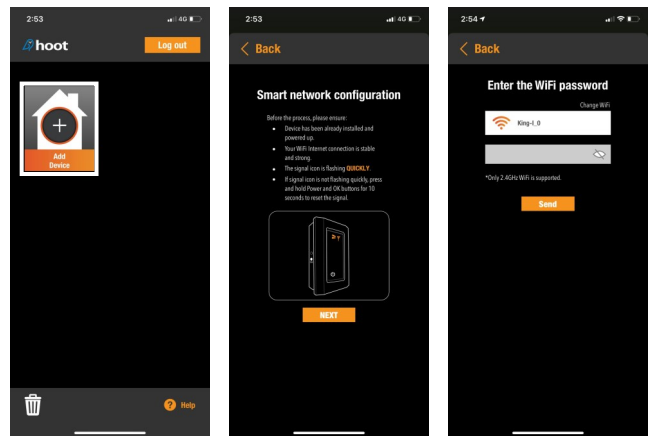 2:53
4G
hoot
Log out
Add
Device
Help
2:53
4G
Back
Smart network configuration
Before the process, please ensure:
• Device has been already installed and
powered up.
• Your WiFi Internet connection is stable
and strong.
• The signal icon is flashing QUICKLY.
• If signal icon is not flashing quickly, press
and hold Power and OK buttons for 10
seconds to reset the signal.
NEXT
2:54
Back
Enter the WiFi password
Change WiFi
King-I_0
*Only 2.4GHz WiFi is supported.
Send